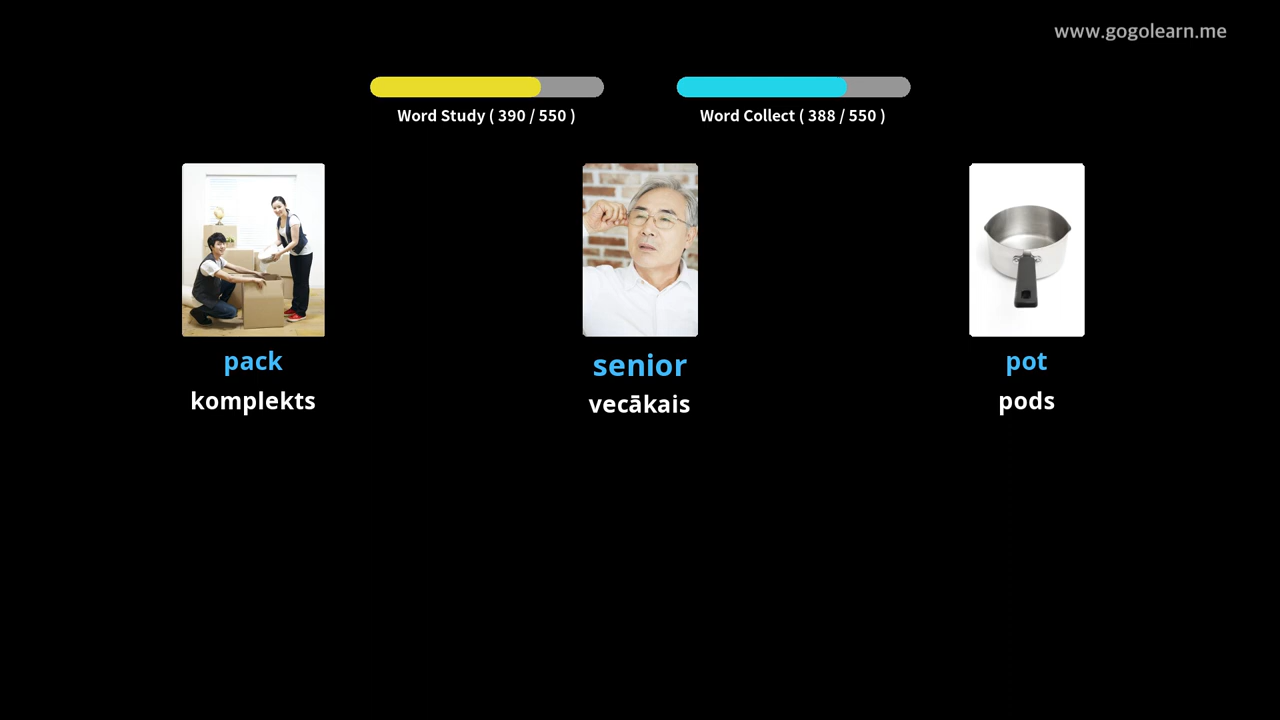 www.gogolearn.me
Word Study ( 390 / 550 )
Word Collect ( 388 / 550 )
pack
komplekts
senior
vecākais
pot
pods